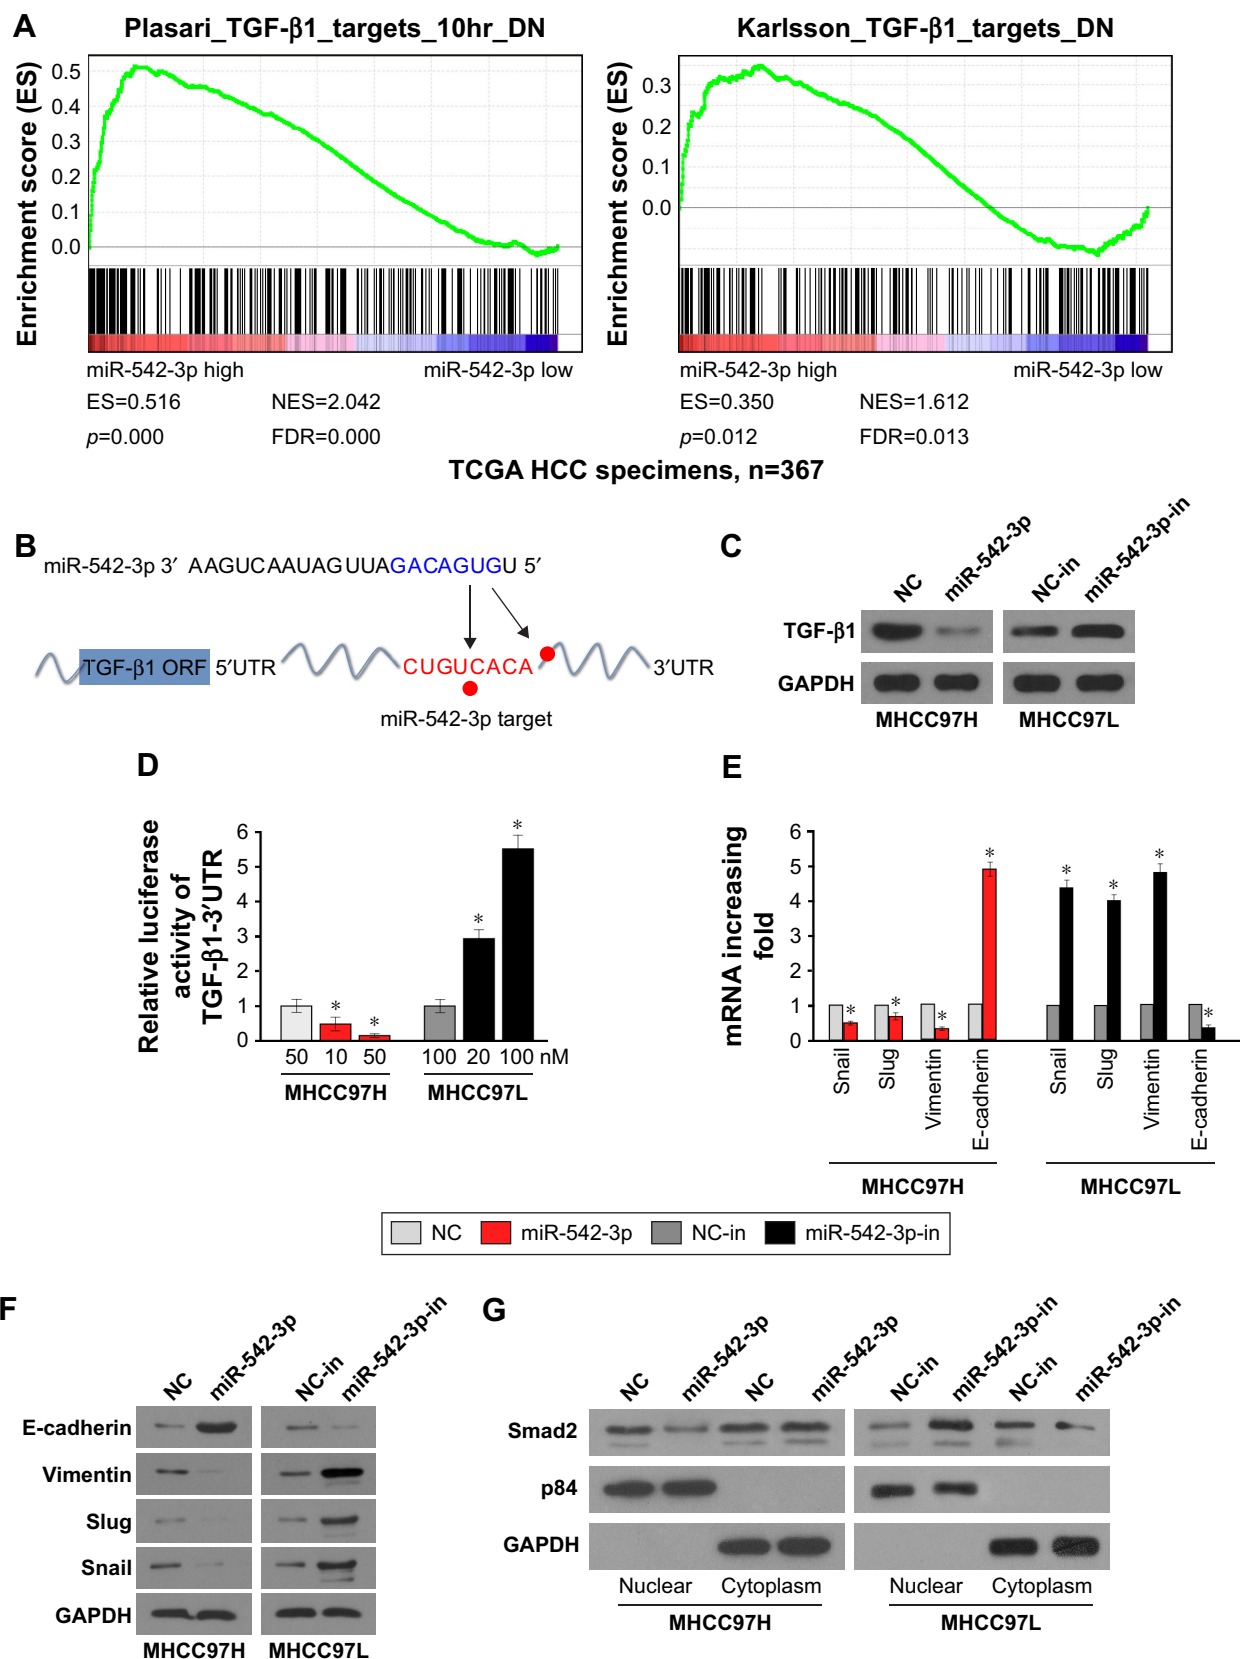 A
Plasari_TGF-β1_targets_10hr_DN
Enrichment score (ES)
0.5
0.4
0.3
0.2
0.1
0.0
miR-542-3p high
miR-542-3p low
ES=0.516
NES=2.042
p=0.000
FDR=0.000
Karlsson_TGF-β1_targets_DN
Enrichment score (ES)
0.3
0.2
0.1
0.0
miR-542-3p high
miR-542-3p low
ES=0.350
NES=1.612
p=0.012
FDR=0.013
TCGA HCC specimens, n=367
B
miR-542-3p 3′ AAGUCAAUAGUUAGACAGUGU 5′
TGF-β1 ORF 5′UTR CUGUCACA 3′UTR
miR-542-3p target
C
NC miR-542-3p NC-in miR-542-3p-in
TGF-β1
GAPDH
MHCC97H MHCC97L
D
Relative luciferase
activity of
TGF-β1-3′UTR
6
5
4
3
2
1
0
* * * *
50 10 50 100 20 100 nM
MHCC97H MHCC97L
E
mRNA increasing
fold
6
5
4
3
2
1
0
* * * * * * * *
Snail
Slug
Vimentin
E-cadherin
Snail
Slug
Vimentin
E-cadherin
MHCC97H MHCC97L
NC miR-542-3p NC-in miR-542-3p-in
F
NC miR-542-3p NC-in miR-542-3p-in
E-cadherin
Vimentin
Slug
Snail
GAPDH
MHCC97H MHCC97L
G
NC miR-542-3p NC miR-542-3p NC-in miR-542-3p-in NC-in miR-542-3p-in
Smad2
p84
GAPDH
Nuclear Cytoplasm Nuclear Cytoplasm
MHCC97H MHCC97L